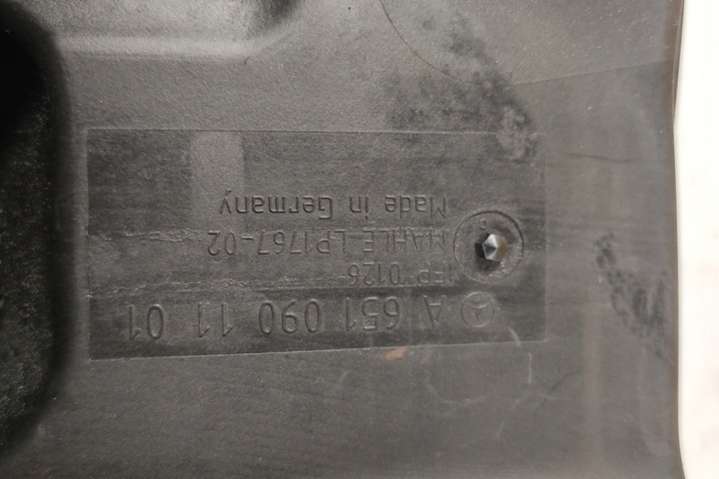 A 651 090 11 01
MAHLE LP1767-02
Made in Germany